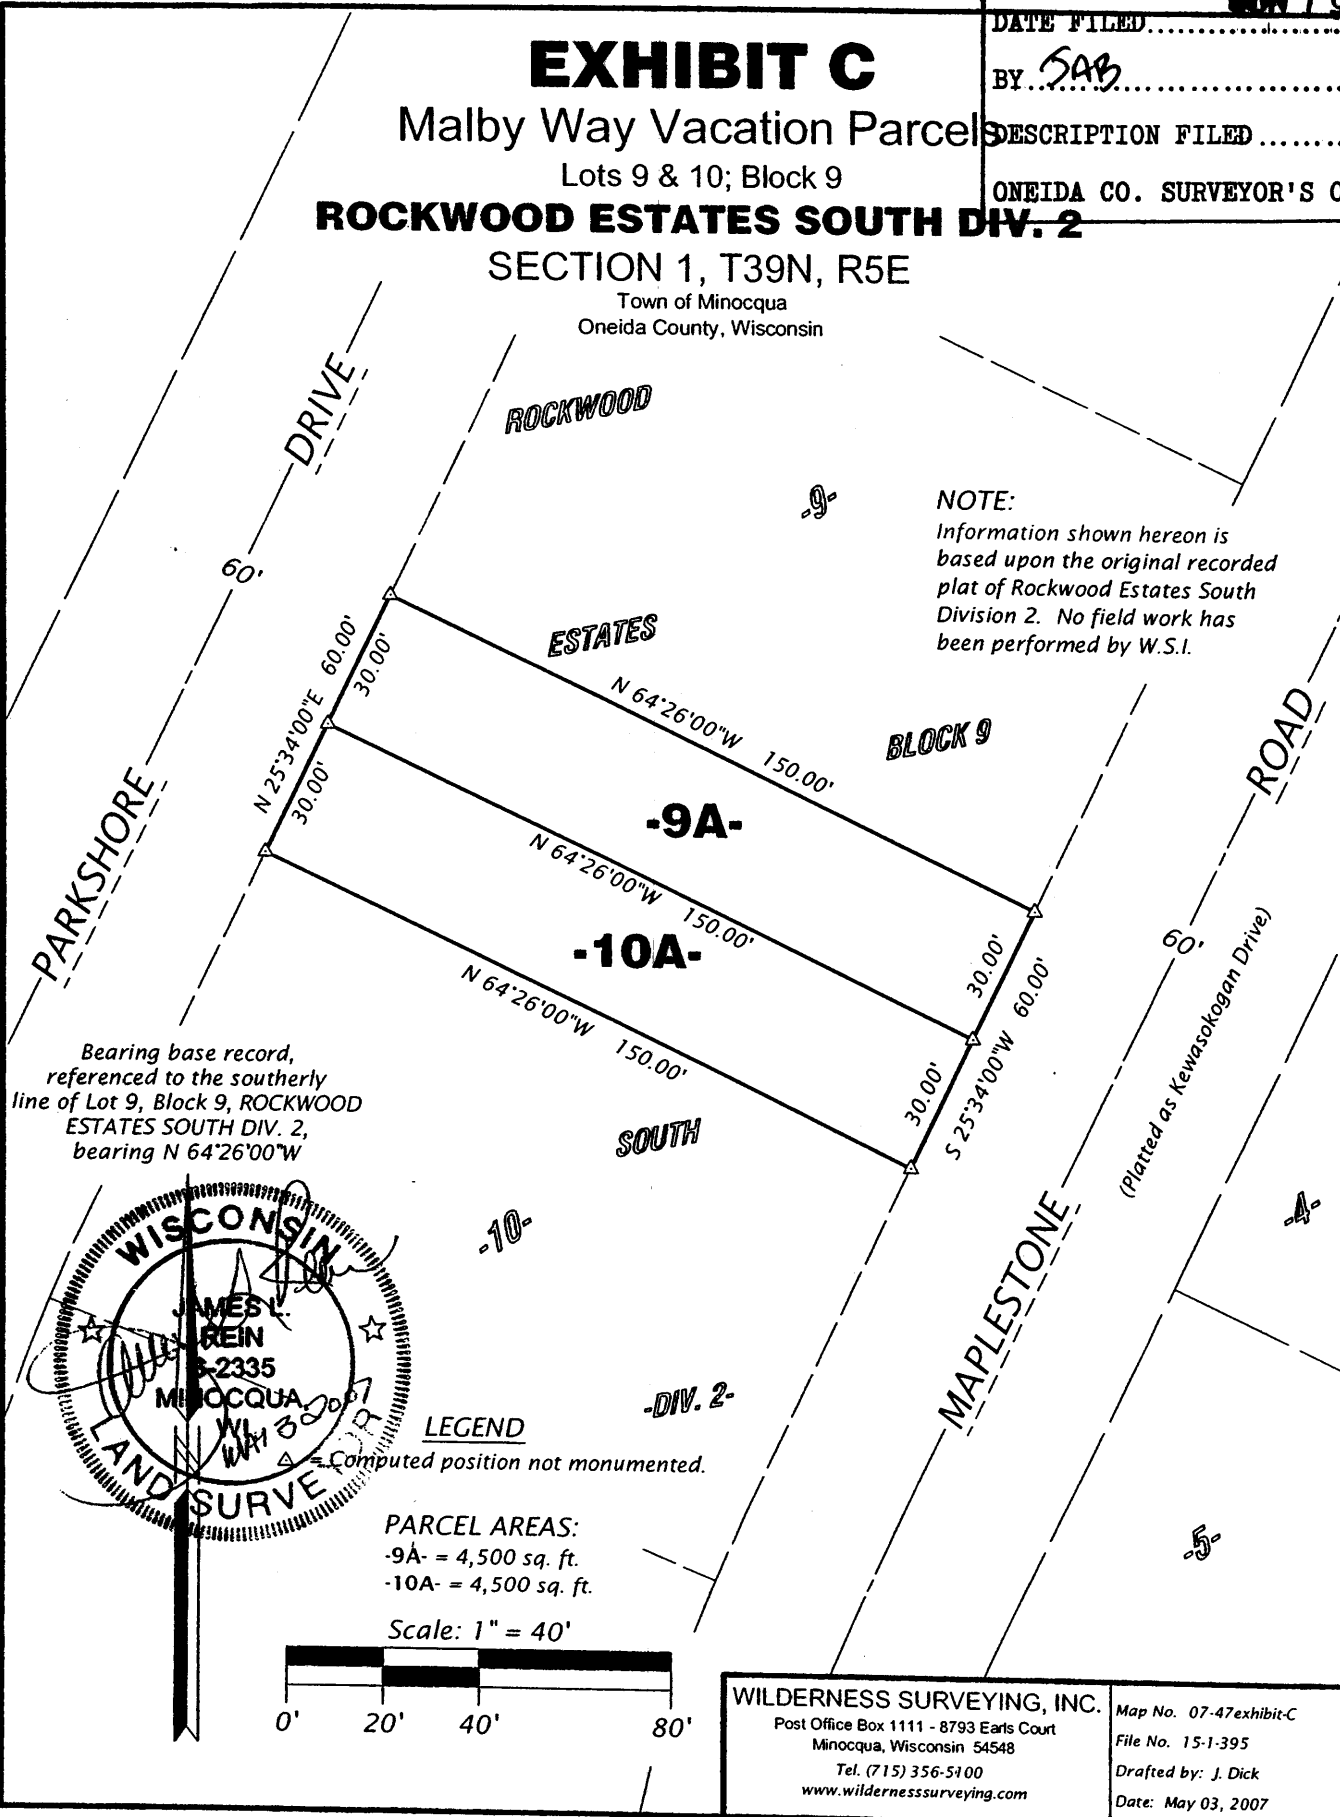 DATE FILED
BY SAB
DESCRIPTION FILED
ONEIDA CO. SURVEYOR'S
EXHIBIT C
Malby Way Vacation Parcels
Lots 9 & 10; Block 9
ROCKWOOD ESTATES SOUTH DIV. 2
SECTION 1, T39N, R5E
Town of Minocqua
Oneida County, Wisconsin
PARKSHORE DRIVE
60'
ROCKWOOD
-9-
NOTE:
Information shown hereon is
based upon the original recorded
plat of Rockwood Estates South
Division 2. No field work has
been performed by W.S.I.
ESTATES
BLOCK 9
N 25°34'00"E 60.00'
30.00'
30.00'
N 64°26'00"W 150.00'
-9A-
N 64°26'00"W 150.00'
-10A-
N 64°26'00"W 150.00'
30.00'
30.00'
S 25°34'00"W 60.00'
MAPLESTONE ROAD
60'
(Platted as Kewasokogan Drive)
Bearing base record,
referenced to the southerly
line of Lot 9, Block 9, ROCKWOOD
ESTATES SOUTH DIV. 2,
bearing N 64°26'00"W
SOUTH
-10-
-4-
-DIV. 2-
-5-
WISCONSIN
JAMES L.
REIN
S-2335
MINOCQUA,
WI
MAY 3 2007
LAND SURVEYOR
LEGEND
△ = Computed position not monumented.
PARCEL AREAS:
-9A- = 4,500 sq. ft.
-10A- = 4,500 sq. ft.
Scale: 1" = 40'
0' 20' 40' 80'
WILDERNESS SURVEYING, INC.
Post Office Box 1111 - 8793 Earls Court
Minocqua, Wisconsin 54548
Tel. (715) 356-5100
www.wildernesssurveying.com
Map No. 07-47exhibit-C
File No. 15-1-395
Drafted by: J. Dick
Date: May 03, 2007